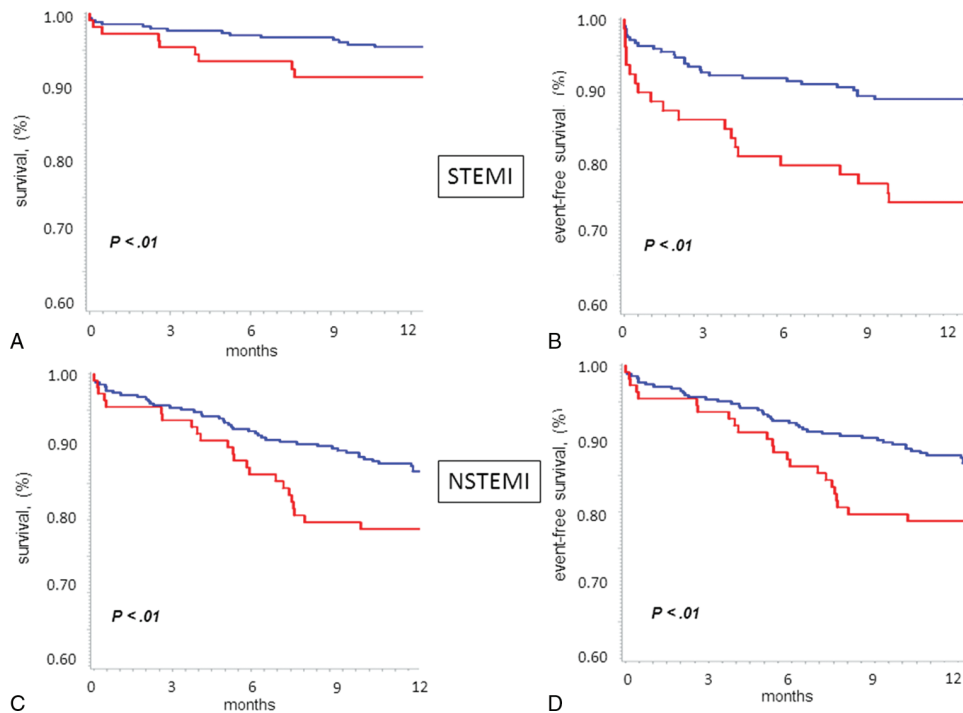 1.00
0.90
0.80
0.70
0.60
survival, (%)
P < .01
0
3
6
9
12
months
A
STEMI
1.00
0.90
0.80
0.70
0.60
event-free survival, (%)
P < .01
0
3
6
9
12
months
B
1.00
0.90
0.80
0.70
0.60
survival, (%)
P < .01
0
3
6
9
12
months
C
NSTEMI
1.00
0.90
0.80
0.70
0.60
event-free survival, (%)
P < .01
0
3
6
9
12
months
D